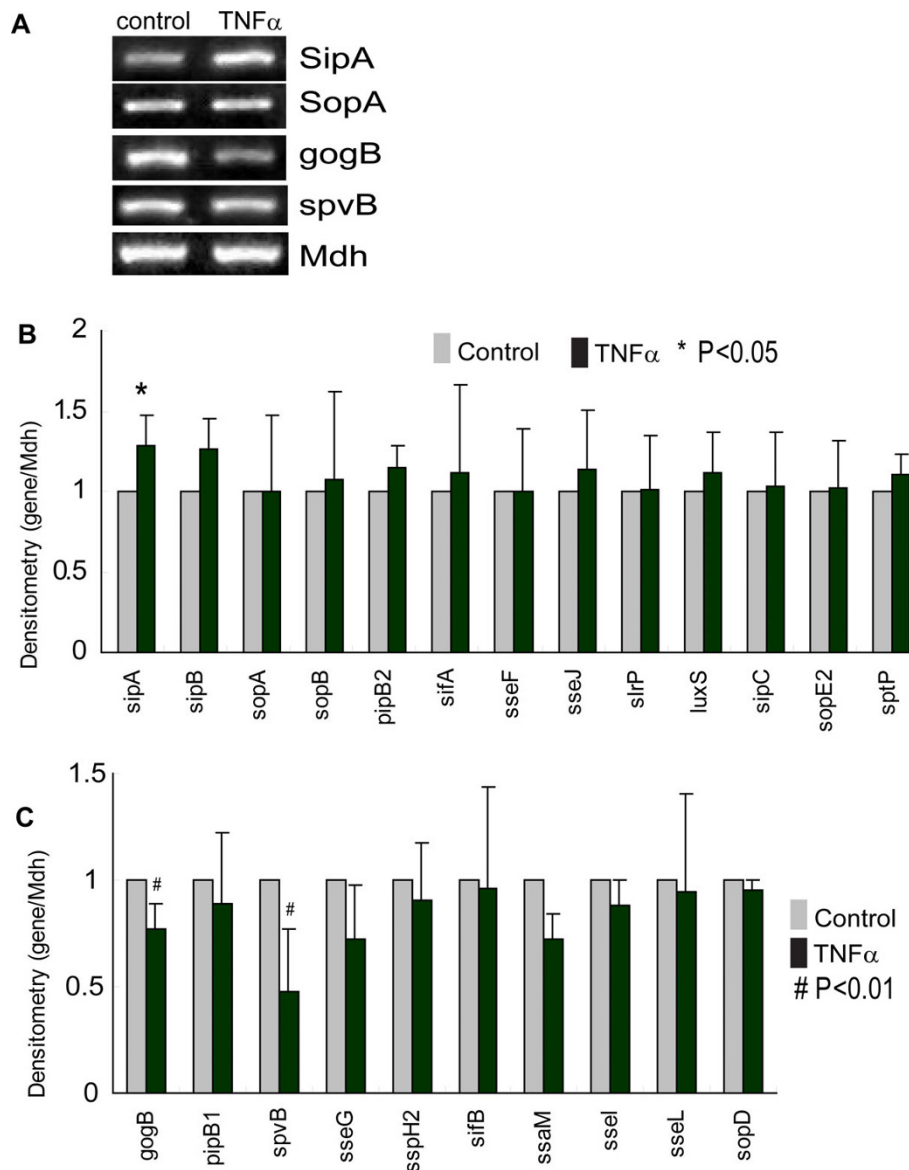 A
control TNFα
SipA
SopA
gogB
spvB
Mdh
B
2
1.5
1
0.5
0
Densitometry (gene/Mdh)
Control TNFα * P<0.05
*
sipA sipB sopA sopB pipB2 sifA sseF sseJ slrP luxS sipC sopE2 sptP
C
1.5
1
0.5
0
Densitometry (gene/Mdh)
# #
Control
TNFα
# P<0.01
gogB pipB1 spvB sseG sspH2 sifB ssaM sseI sseL sopD